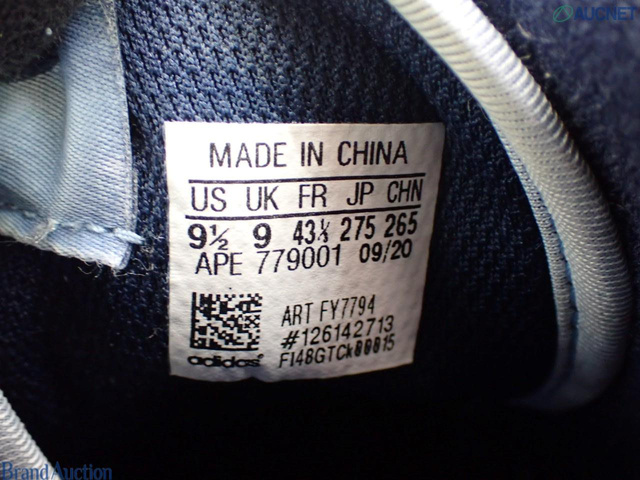 AUCNET
MADE IN CHINA
US UK FR JP CHN
9½ 9 43⅓ 275 265
APE 779001 09/20
ART FY7794
#126142713
adidas
Brand Auction